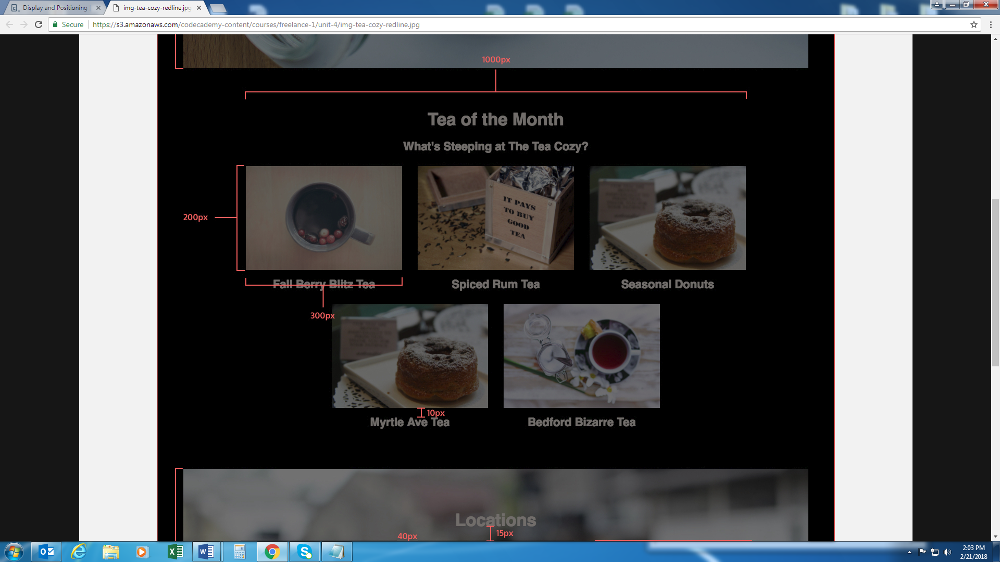 Display and Positioning
img-tea-cozy-redline.jpg
Secure
https://s3.amazonaws.com/codecademy-content/courses/freelance-1/unit-4/img-tea-cozy-redline.jpg
1000px
Tea of the Month
What's Steeping at The Tea Cozy?
200px
IT PAYS
TO BUY
GOOD
TEA
Fall Berry Blitz Tea
Spiced Rum Tea
Seasonal Donuts
300px
10px
Myrtle Ave Tea
Bedford Bizarre Tea
Locations
40px
15px
2:03 PM
2/21/2018